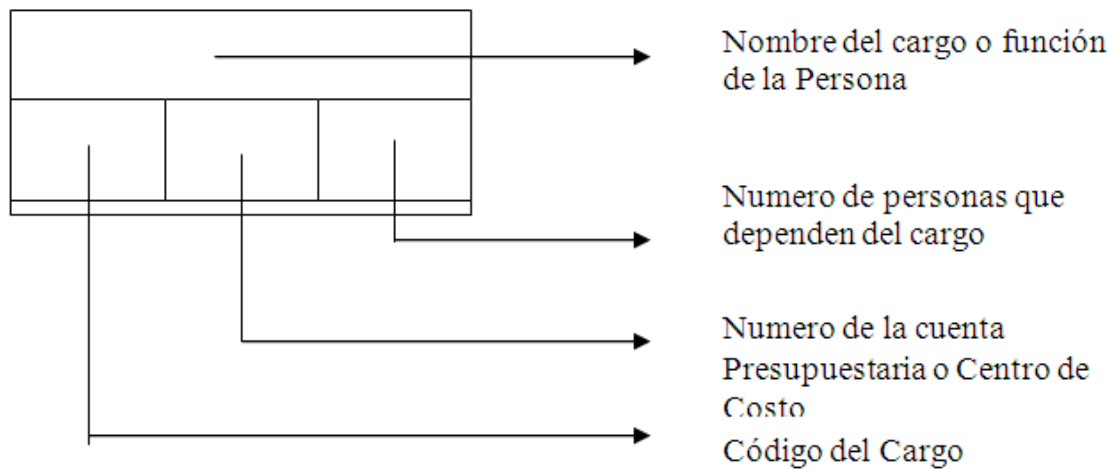 Nombre del cargo o función
de la Persona
Numero de personas que
dependen del cargo
Numero de la cuenta
Presupuestaria o Centro de
Costo
Código del Cargo